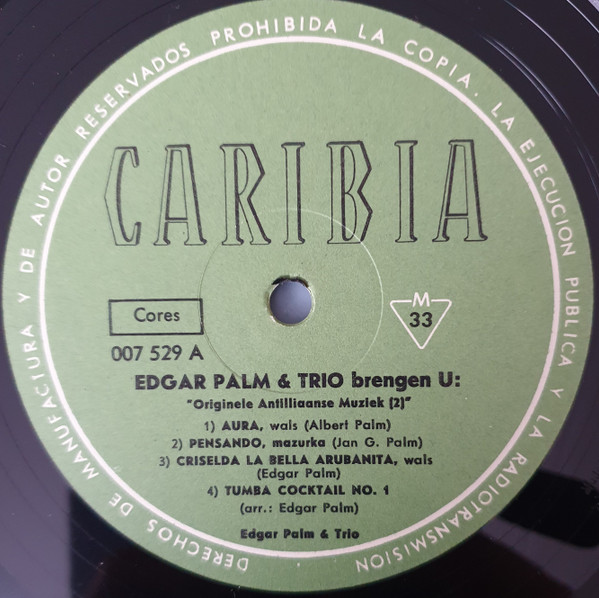 DERECHOS DE MANUFACTURA Y DE AUTOR RESERVADOS PROHIBIDA LA COPIA. LA EJECUCION PUBLICA Y LA RADIOTRANSMISION
CARIBIA
Cores
M
33
007 529 A
EDGAR PALM & TRIO brengen U:
"Originele Antilliaanse Muziek (2)"
1) AURA, wals (Albert Palm)
2) PENSANDO, mazurka (Jan G. Palm)
3) CRISELDA LA BELLA ARUBANITA, wals
(Edgar Palm)
4) TUMBA COCKTAIL NO. 1
(arr.: Edgar Palm)
Edgar Palm & Trio